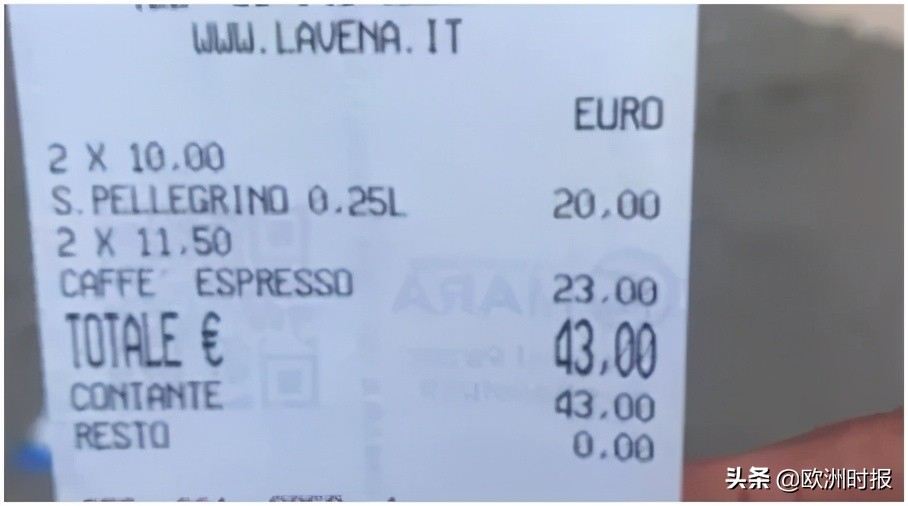 WWW.LAVENA.IT
EURO
2 X 10.00
S.PELLEGRINO 0.25L 20,00
2 X 11,50
CAFFE' ESPRESSO 23.00
TOTALE € 43,00
CONTANTE 43.00
RESTO 0.00
头条 @欧洲时报